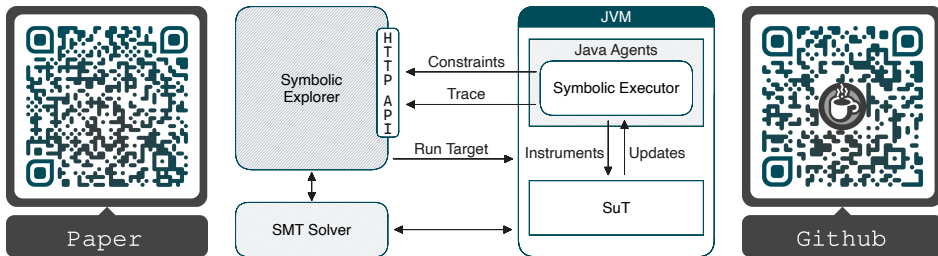 JVM
Java Agents
Symbolic
Explorer
HTTP API
Constraints
Symbolic Executor
Trace
Run Target
Instruments
Updates
SMT Solver
SuT
Paper
Github